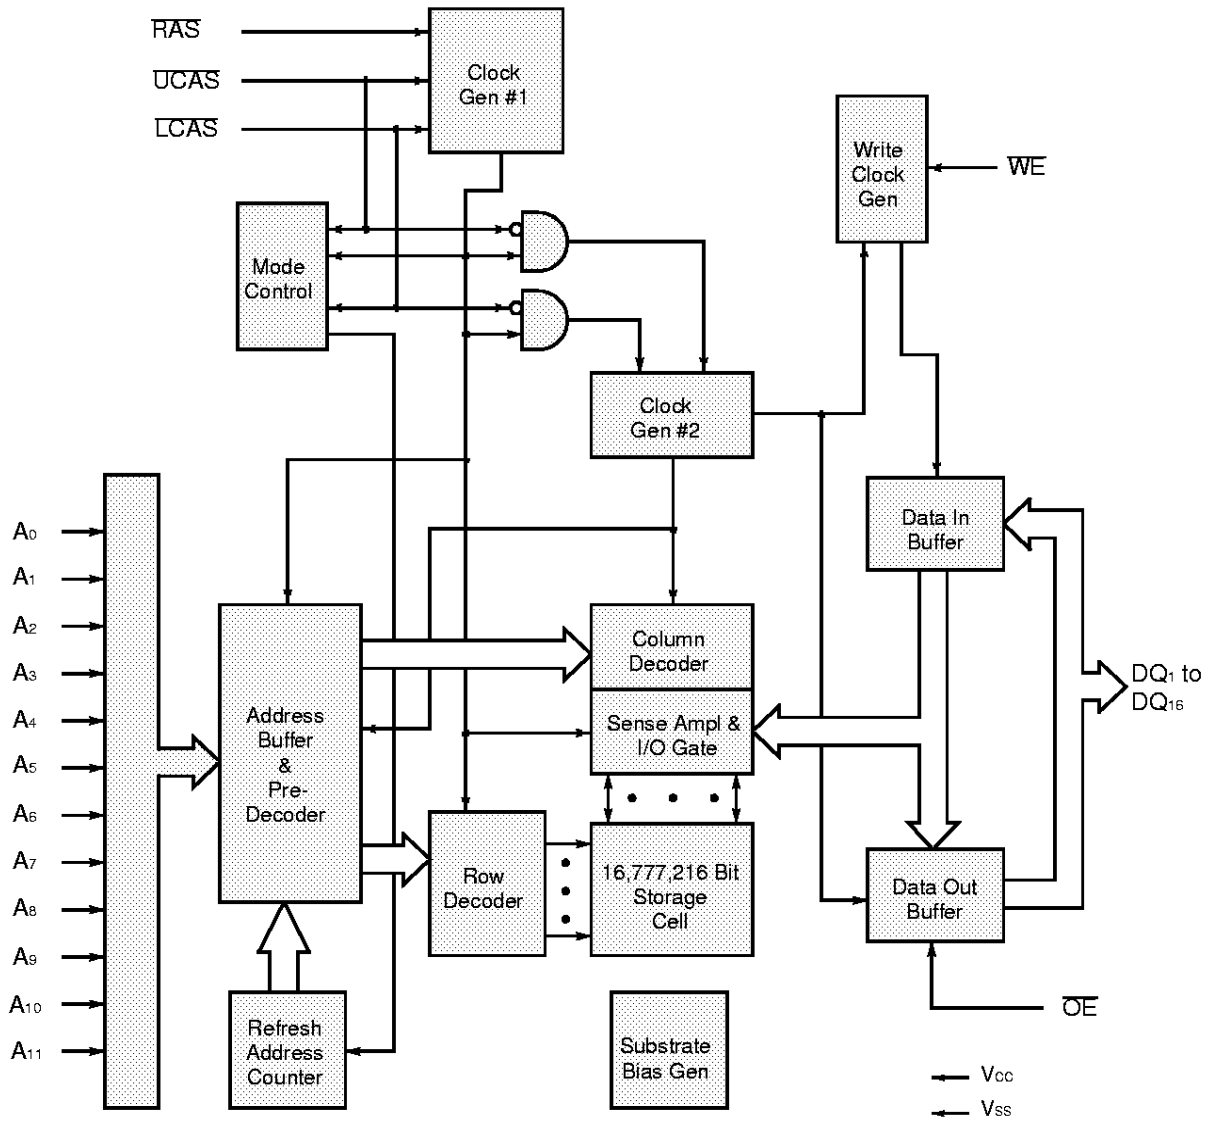 RAS
UCAS
LCAS
Clock
Gen #1
Write
Clock
Gen
WE
Mode
Control
Clock
Gen #2
A0
A1
A2
A3
A4
A5
A6
A7
A8
A9
A10
A11
Data In
Buffer
Column
Decoder
Sense Ampl &
I/O Gate
DQ1 to
DQ16
Address
Buffer
&
Pre-
Decoder
Row
Decoder
16,777,216 Bit
Storage
Cell
Data Out
Buffer
OE
Refresh
Address
Counter
Substrate
Bias Gen
VCC
VSS